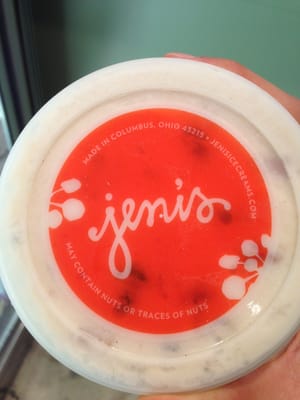 MADE IN COLUMBUS, OHIO 43215 • JENISICECREAMS.COM
jeni's
MAY CONTAIN NUTS OR TRACES OF NUTS